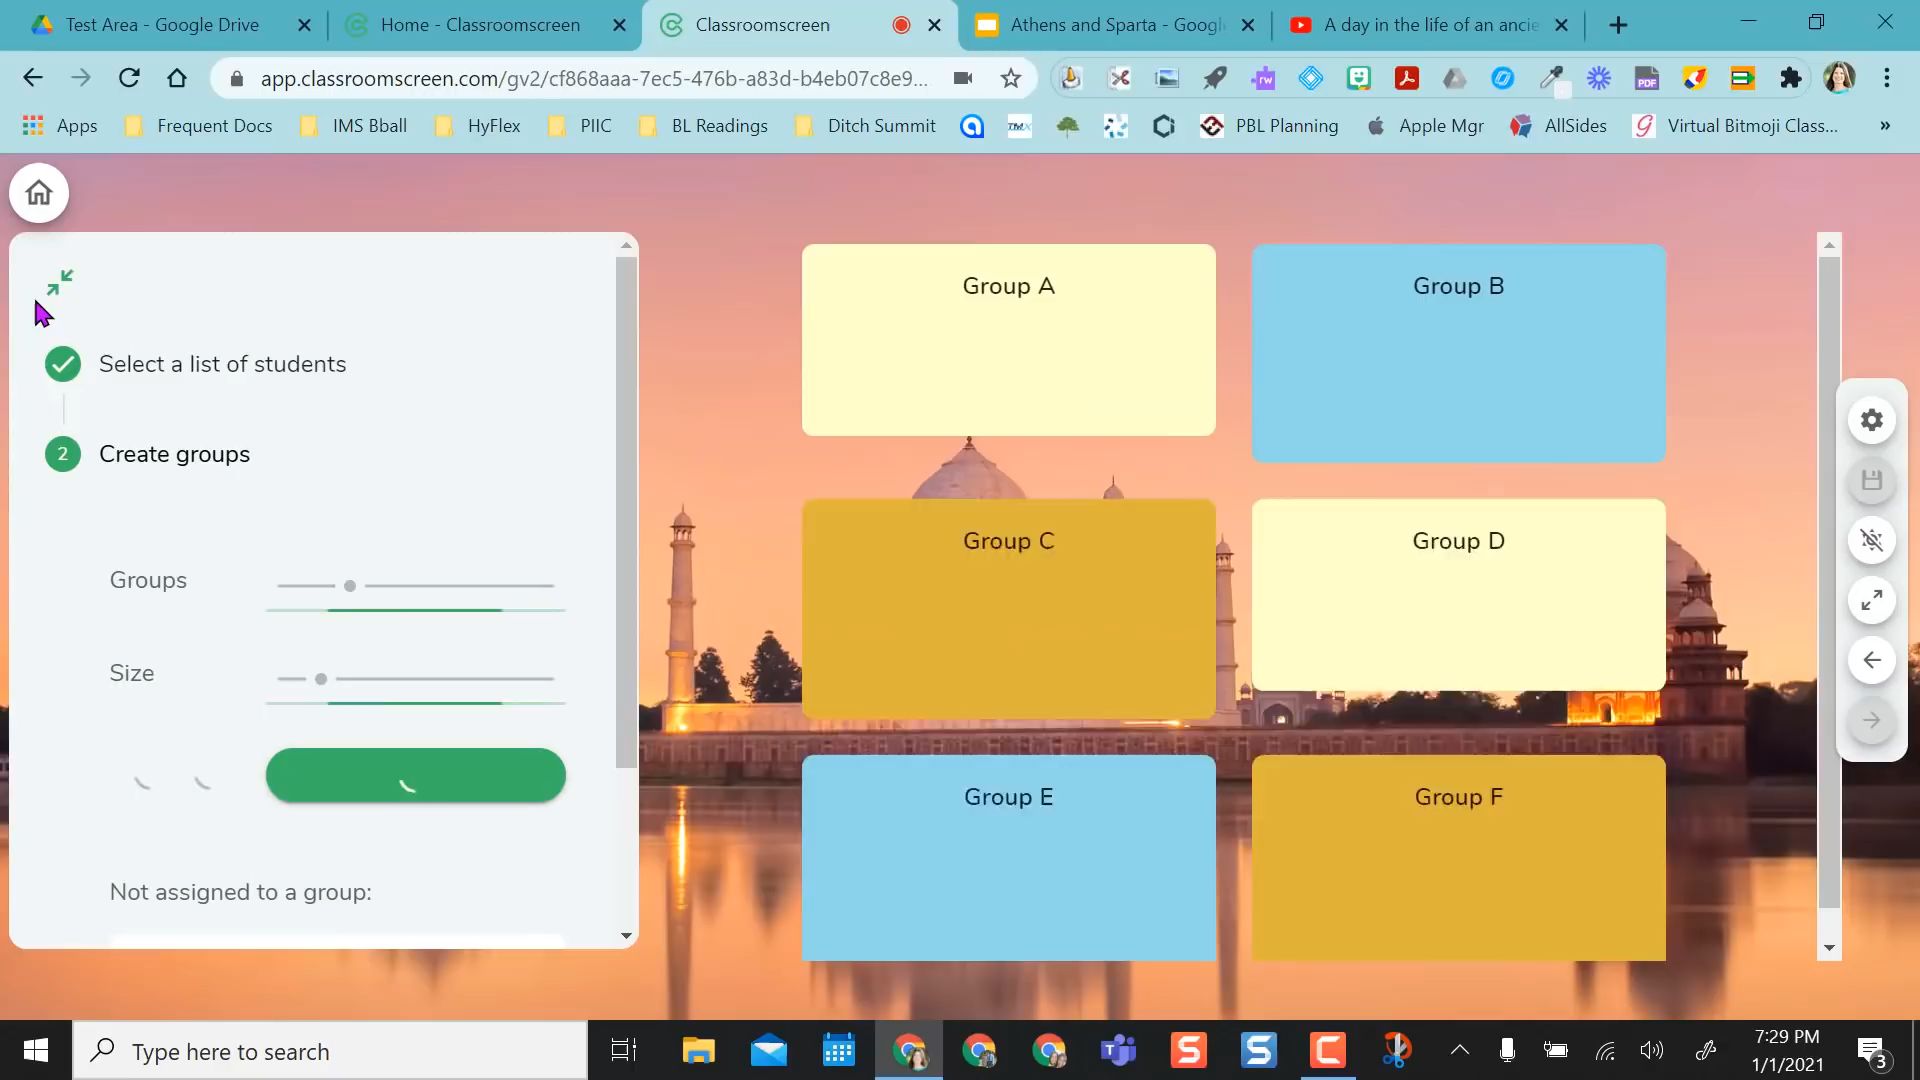 Test Area - Google Drive
Home - Classroomscreen
Classroomscreen
Athens and Sparta - Googl
A day in the life of an ancie
app.classroomscreen.com/gv2/cf868aaa-7ec5-476b-a83d-b4eb07c8e9...
rw
PDF
Apps
Frequent Docs
IMS Bball
HyFlex
PIIC
BL Readings
Ditch Summit
PBL Planning
Apple Mgr
AllSides
Virtual Bitmoji Class...
»
Select a list of students
2 Create groups
Groups
Size
Not assigned to a group:
Group A
Group B
Group C
Group D
Group E
Group F
Type here to search
7:29 PM
1/1/2021
3